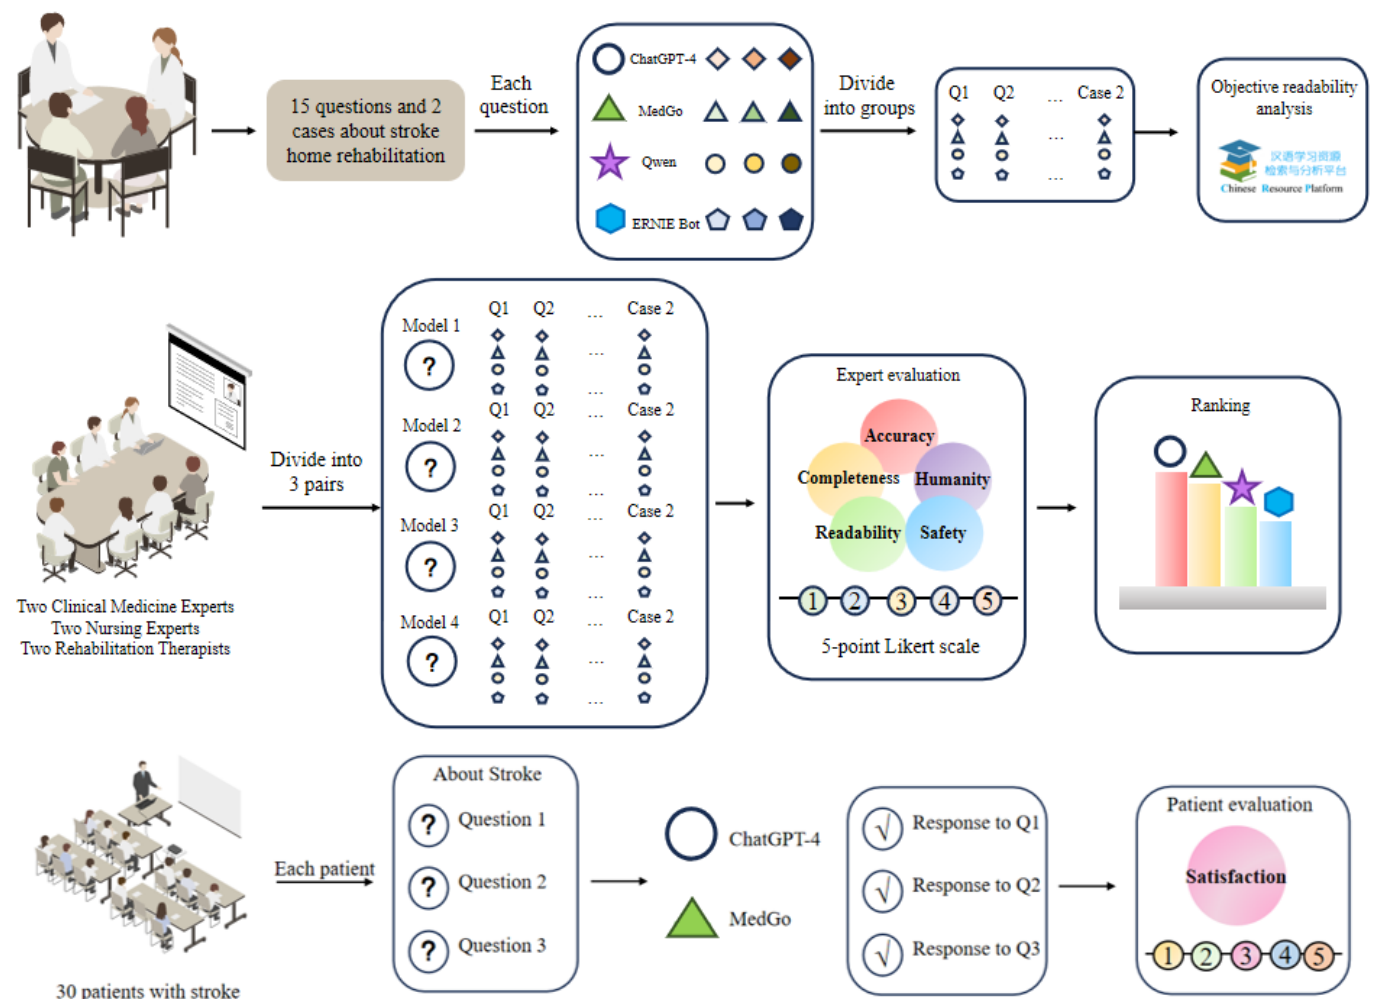 15 questions and 2
cases about stroke
home rehabilitation
Each
question
ChatGPT-4
MedGo
Qwen
ERNIE Bot
Divide
into groups
Q1 Q2 ... Case 2
...
...
Objective readability
analysis
汉语学习资源
检索与分析平台
Chinese Resource Platform
Two Clinical Medicine Experts
Two Nursing Experts
Two Rehabilitation Therapists
Divide into
3 pairs
Model 1
Q1 Q2 ... Case 2
?
...
...
Model 2
Q1 Q2 ... Case 2
?
...
...
Model 3
Q1 Q2 ... Case 2
?
...
...
Model 4
Q1 Q2 ... Case 2
?
...
...
Expert evaluation
Accuracy
Completeness
Humanity
Readability
Safety
1 2 3 4 5
5-point Likert scale
Ranking
30 patients with stroke
Each patient
About Stroke
? Question 1
? Question 2
? Question 3
ChatGPT-4
MedGo
√ Response to Q1
√ Response to Q2
√ Response to Q3
Patient evaluation
Satisfaction
1 2 3 4 5